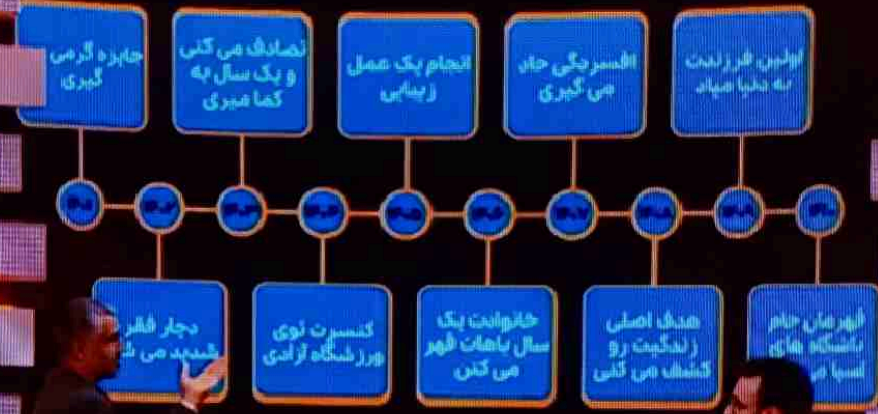 جایزه گرمی
گیری
تصادف می کنی
و یک سال به
کما میری
انجام یک عمل
زیبایی
افسردگی حاد
می گیری
اولین فرزندت
به دنیا میاد
دچار فقر
شدید می
کنسرت توی
ورزشگاه آزادی
خانوادت یک
سال باهات قهر
می کنن
هدف اصلی
زندگیت رو
کشف می کنی
قهرمان جام
باشگاه های
آسیا